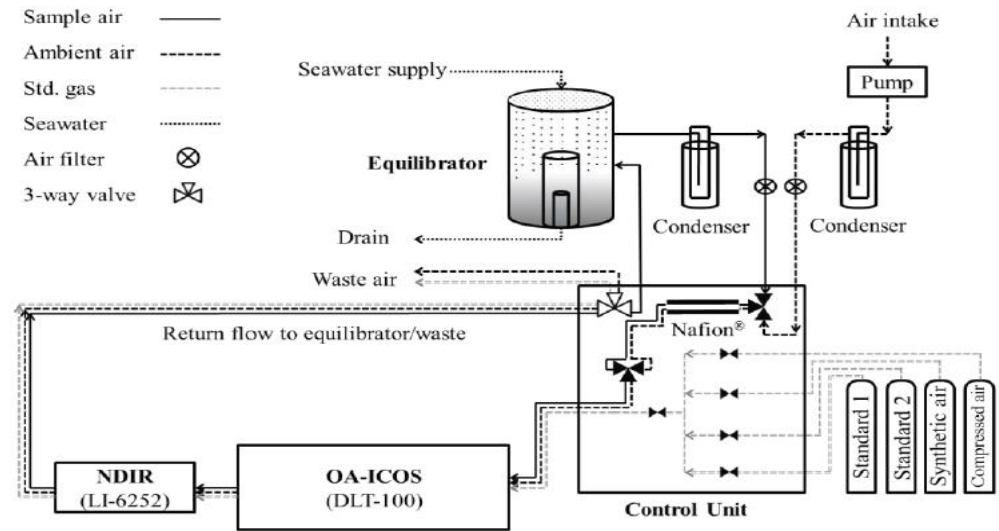 Sample air
Ambient air
Std. gas
Seawater
Air filter
3-way valve
Seawater supply
Equilibrator
Drain
Waste air
Condenser
Air intake
Pump
Condenser
Return flow to equilibrator/waste
Nafion®
NDIR
(LI-6252)
OA-ICOS
(DLT-100)
Control Unit
Standard 1
Standard 2
Synthetic air
Compressed air